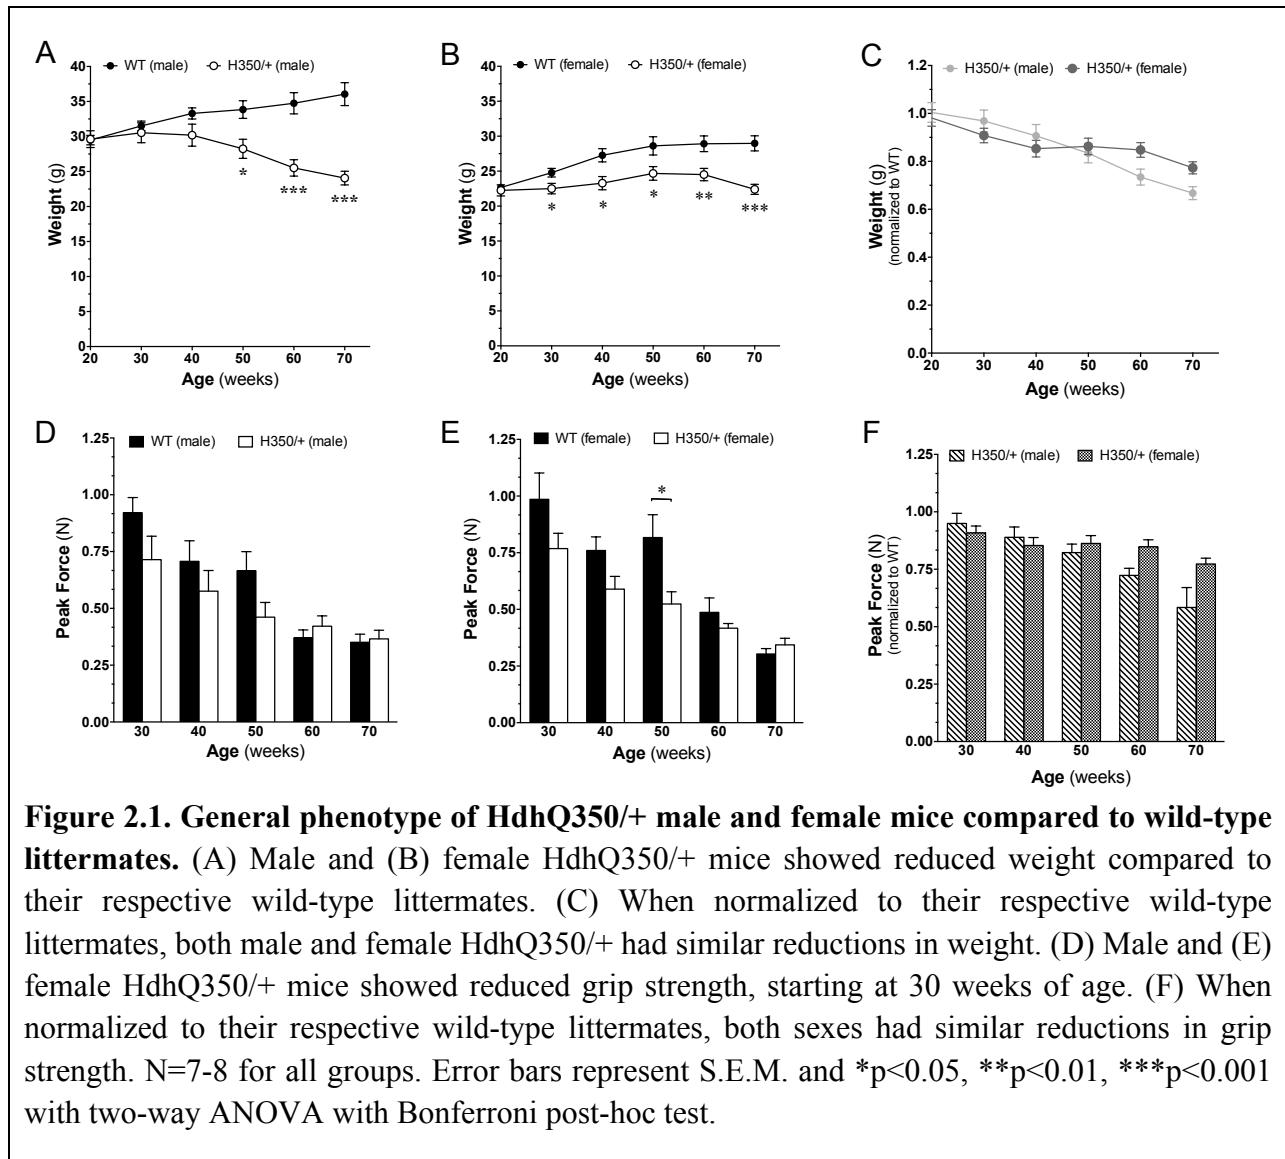 A
WT (male) H350/+ (male)
40
35
30
25
20
15
10
5
0
Weight (g)
*
***
***
20 30 40 50 60 70
Age (weeks)
B
WT (female) H350/+ (female)
40
35
30
25
20
15
10
5
0
Weight (g)
*
*
*
**
***
20 30 40 50 60 70
Age (weeks)
C
H350/+ (male) H350/+ (female)
1.2
1.0
0.8
0.6
0.4
0.2
0.0
Weight (g)
(normalized to WT)
20 30 40 50 60 70
Age (weeks)
D
WT (male) H350/+ (male)
1.25
1.00
0.75
0.50
0.25
0.00
Peak Force (N)
30 40 50 60 70
Age (weeks)
E
WT (female) H350/+ (female)
1.25
1.00
0.75
0.50
0.25
0.00
Peak Force (N)
*
30 40 50 60 70
Age (weeks)
F
H350/+ (male) H350/+ (female)
1.25
1.00
0.75
0.50
0.25
0.00
Peak Force (N)
(normalized to WT)
30 40 50 60 70
Age (weeks)
Figure 2.1. General phenotype of HdhQ350/+ male and female mice compared to wild-type
littermates. (A) Male and (B) female HdhQ350/+ mice showed reduced weight compared to
their respective wild-type littermates. (C) When normalized to their respective wild-type
littermates, both male and female HdhQ350/+ had similar reductions in weight. (D) Male and (E)
female HdhQ350/+ mice showed reduced grip strength, starting at 30 weeks of age. (F) When
normalized to their respective wild-type littermates, both sexes had similar reductions in grip
strength. N=7-8 for all groups. Error bars represent S.E.M. and *p<0.05, **p<0.01, ***p<0.001
with two-way ANOVA with Bonferroni post-hoc test.